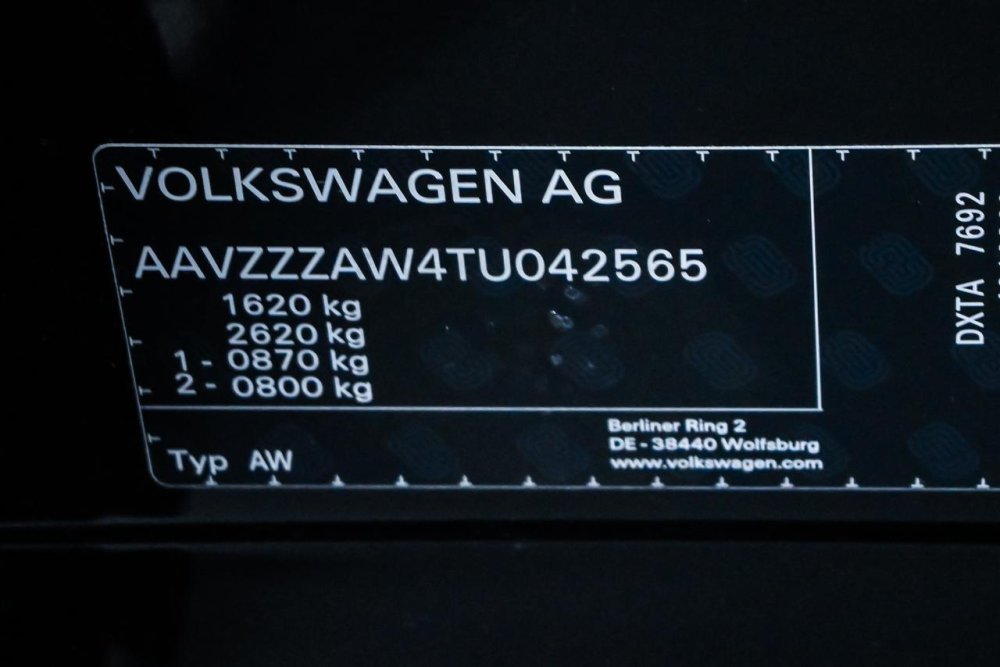 VOLKSWAGEN AG
AAVZZZAW4TU042565
1620 kg
2620 kg
1 - 0870 kg
2 - 0800 kg
Typ AW
Berliner Ring 2
DE - 38440 Wolfsburg
www.volkswagen.com
DXTA 7692